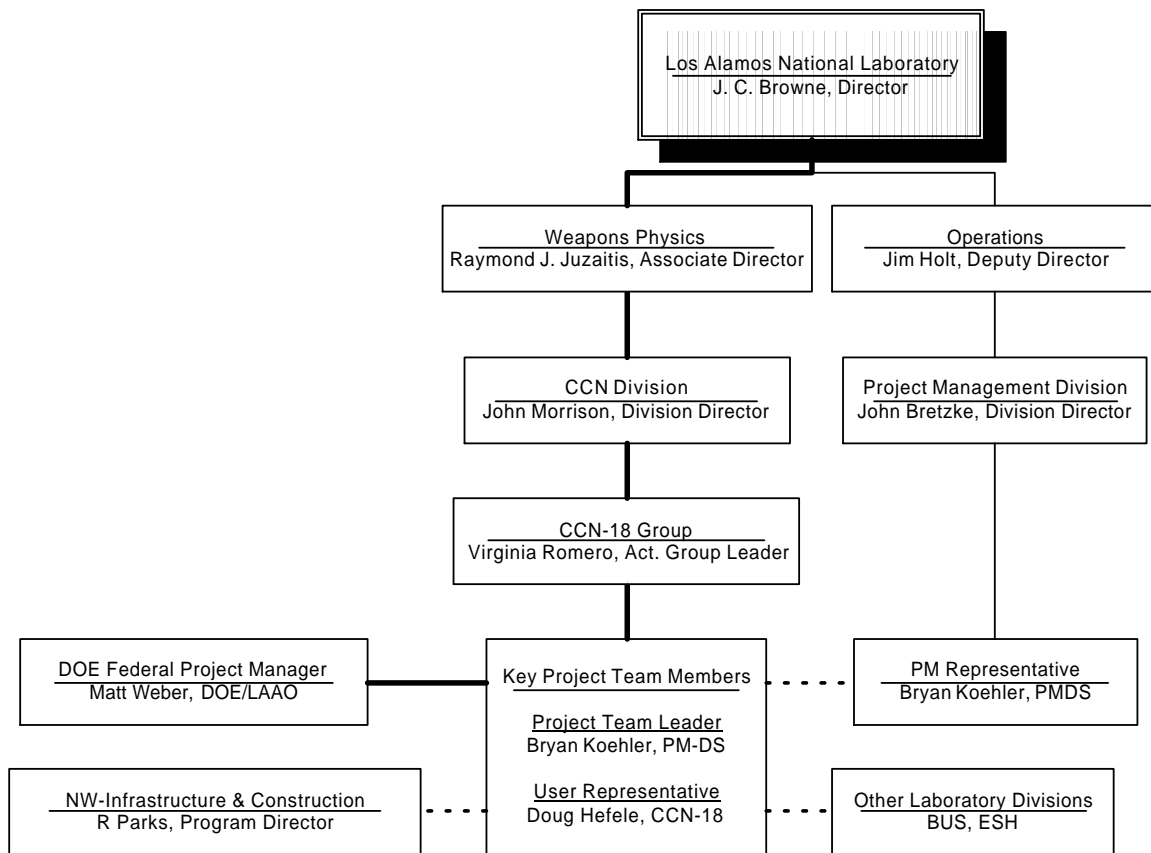 Los Alamos National Laboratory
J. C. Browne, Director
Weapons Physics
Raymond J. Juzaitis, Associate Director
Operations
Jim Holt, Deputy Director
CCN Division
John Morrison, Division Director
Project Management Division
John Bretzke, Division Director
CCN-18 Group
Virginia Romero, Act. Group Leader
DOE Federal Project Manager
Matt Weber, DOE/LAAO
Key Project Team Members
Project Team Leader
Bryan Koehler, PM-DS
User Representative
Doug Hefele, CCN-18
PM Representative
Bryan Koehler, PMDS
NW-Infrastructure & Construction
R Parks, Program Director
Other Laboratory Divisions
BUS, ESH